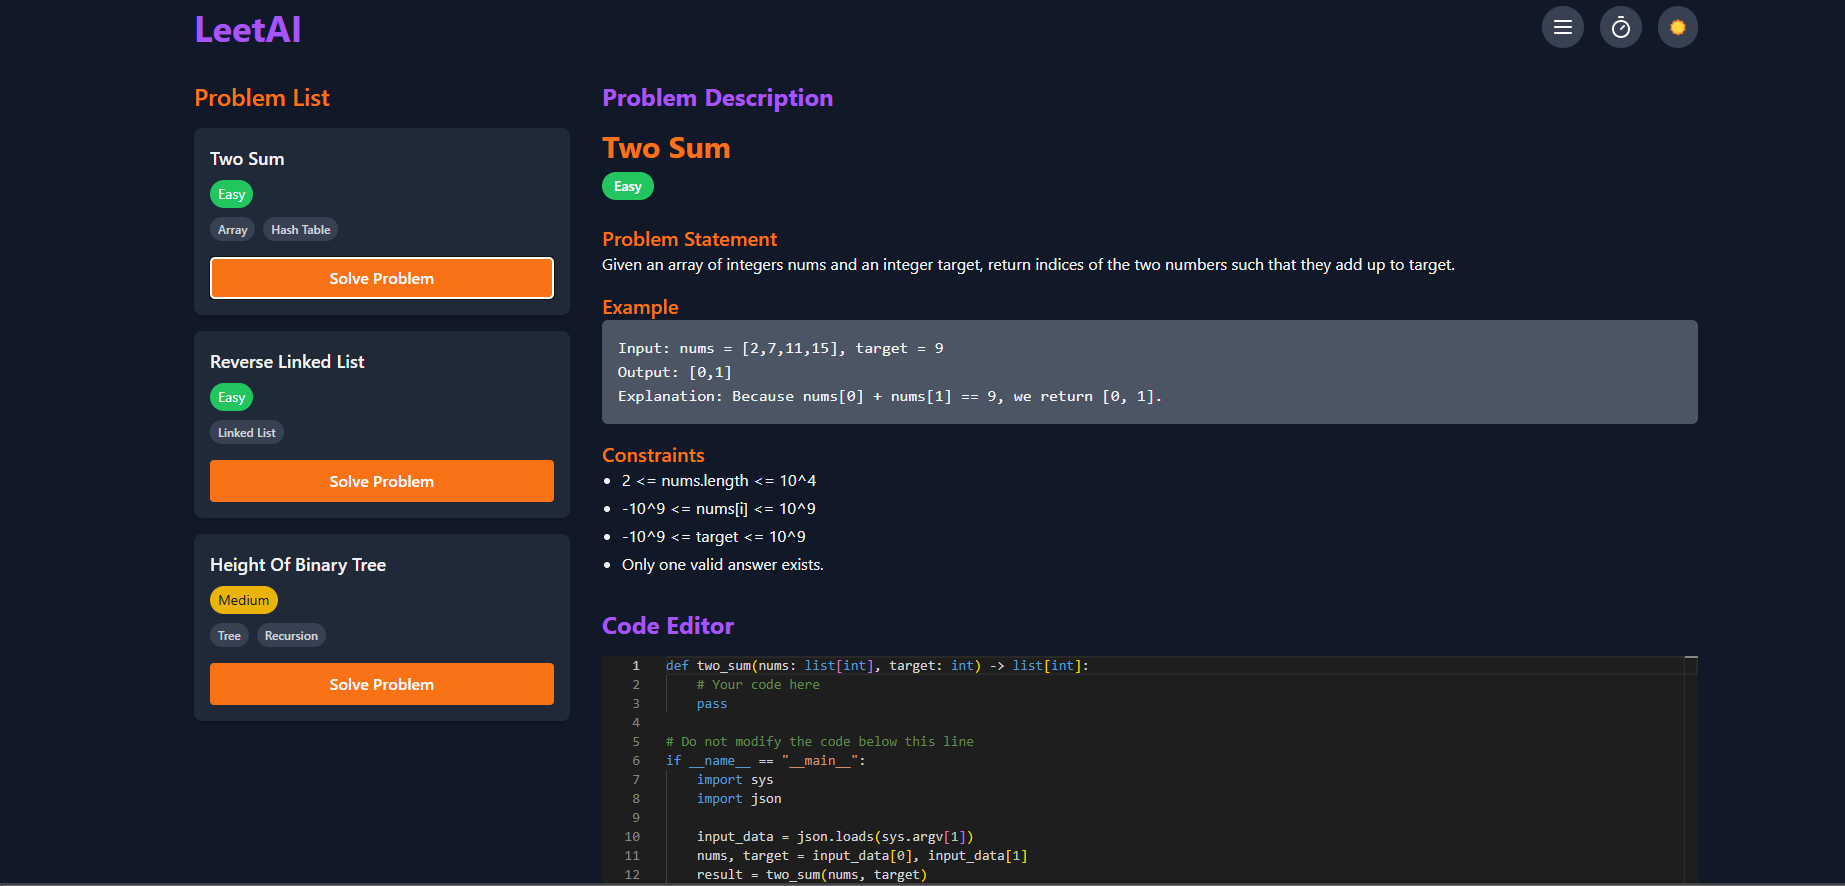 LeetAI
Problem List
Two Sum
Easy
Array Hash Table
Solve Problem
Reverse Linked List
Easy
Linked List
Solve Problem
Height Of Binary Tree
Medium
Tree Recursion
Solve Problem
Problem Description
Two Sum
Easy
Problem Statement
Given an array of integers nums and an integer target, return indices of the two numbers such that they add up to target.
Example
Input: nums = [2,7,11,15], target = 9
Output: [0,1]
Explanation: Because nums[0] + nums[1] == 9, we return [0, 1].
Constraints
• 2 <= nums.length <= 10^4
• -10^9 <= nums[i] <= 10^9
• -10^9 <= target <= 10^9
• Only one valid answer exists.
Code Editor
1 def two_sum(nums: list[int], target: int) -> list[int]:
2     # Your code here
3     pass
4
5 # Do not modify the code below this line
6 if __name__ == "__main__":
7     import sys
8     import json
9
10     input_data = json.loads(sys.argv[1])
11     nums, target = input_data[0], input_data[1]
12     result = two_sum(nums, target)